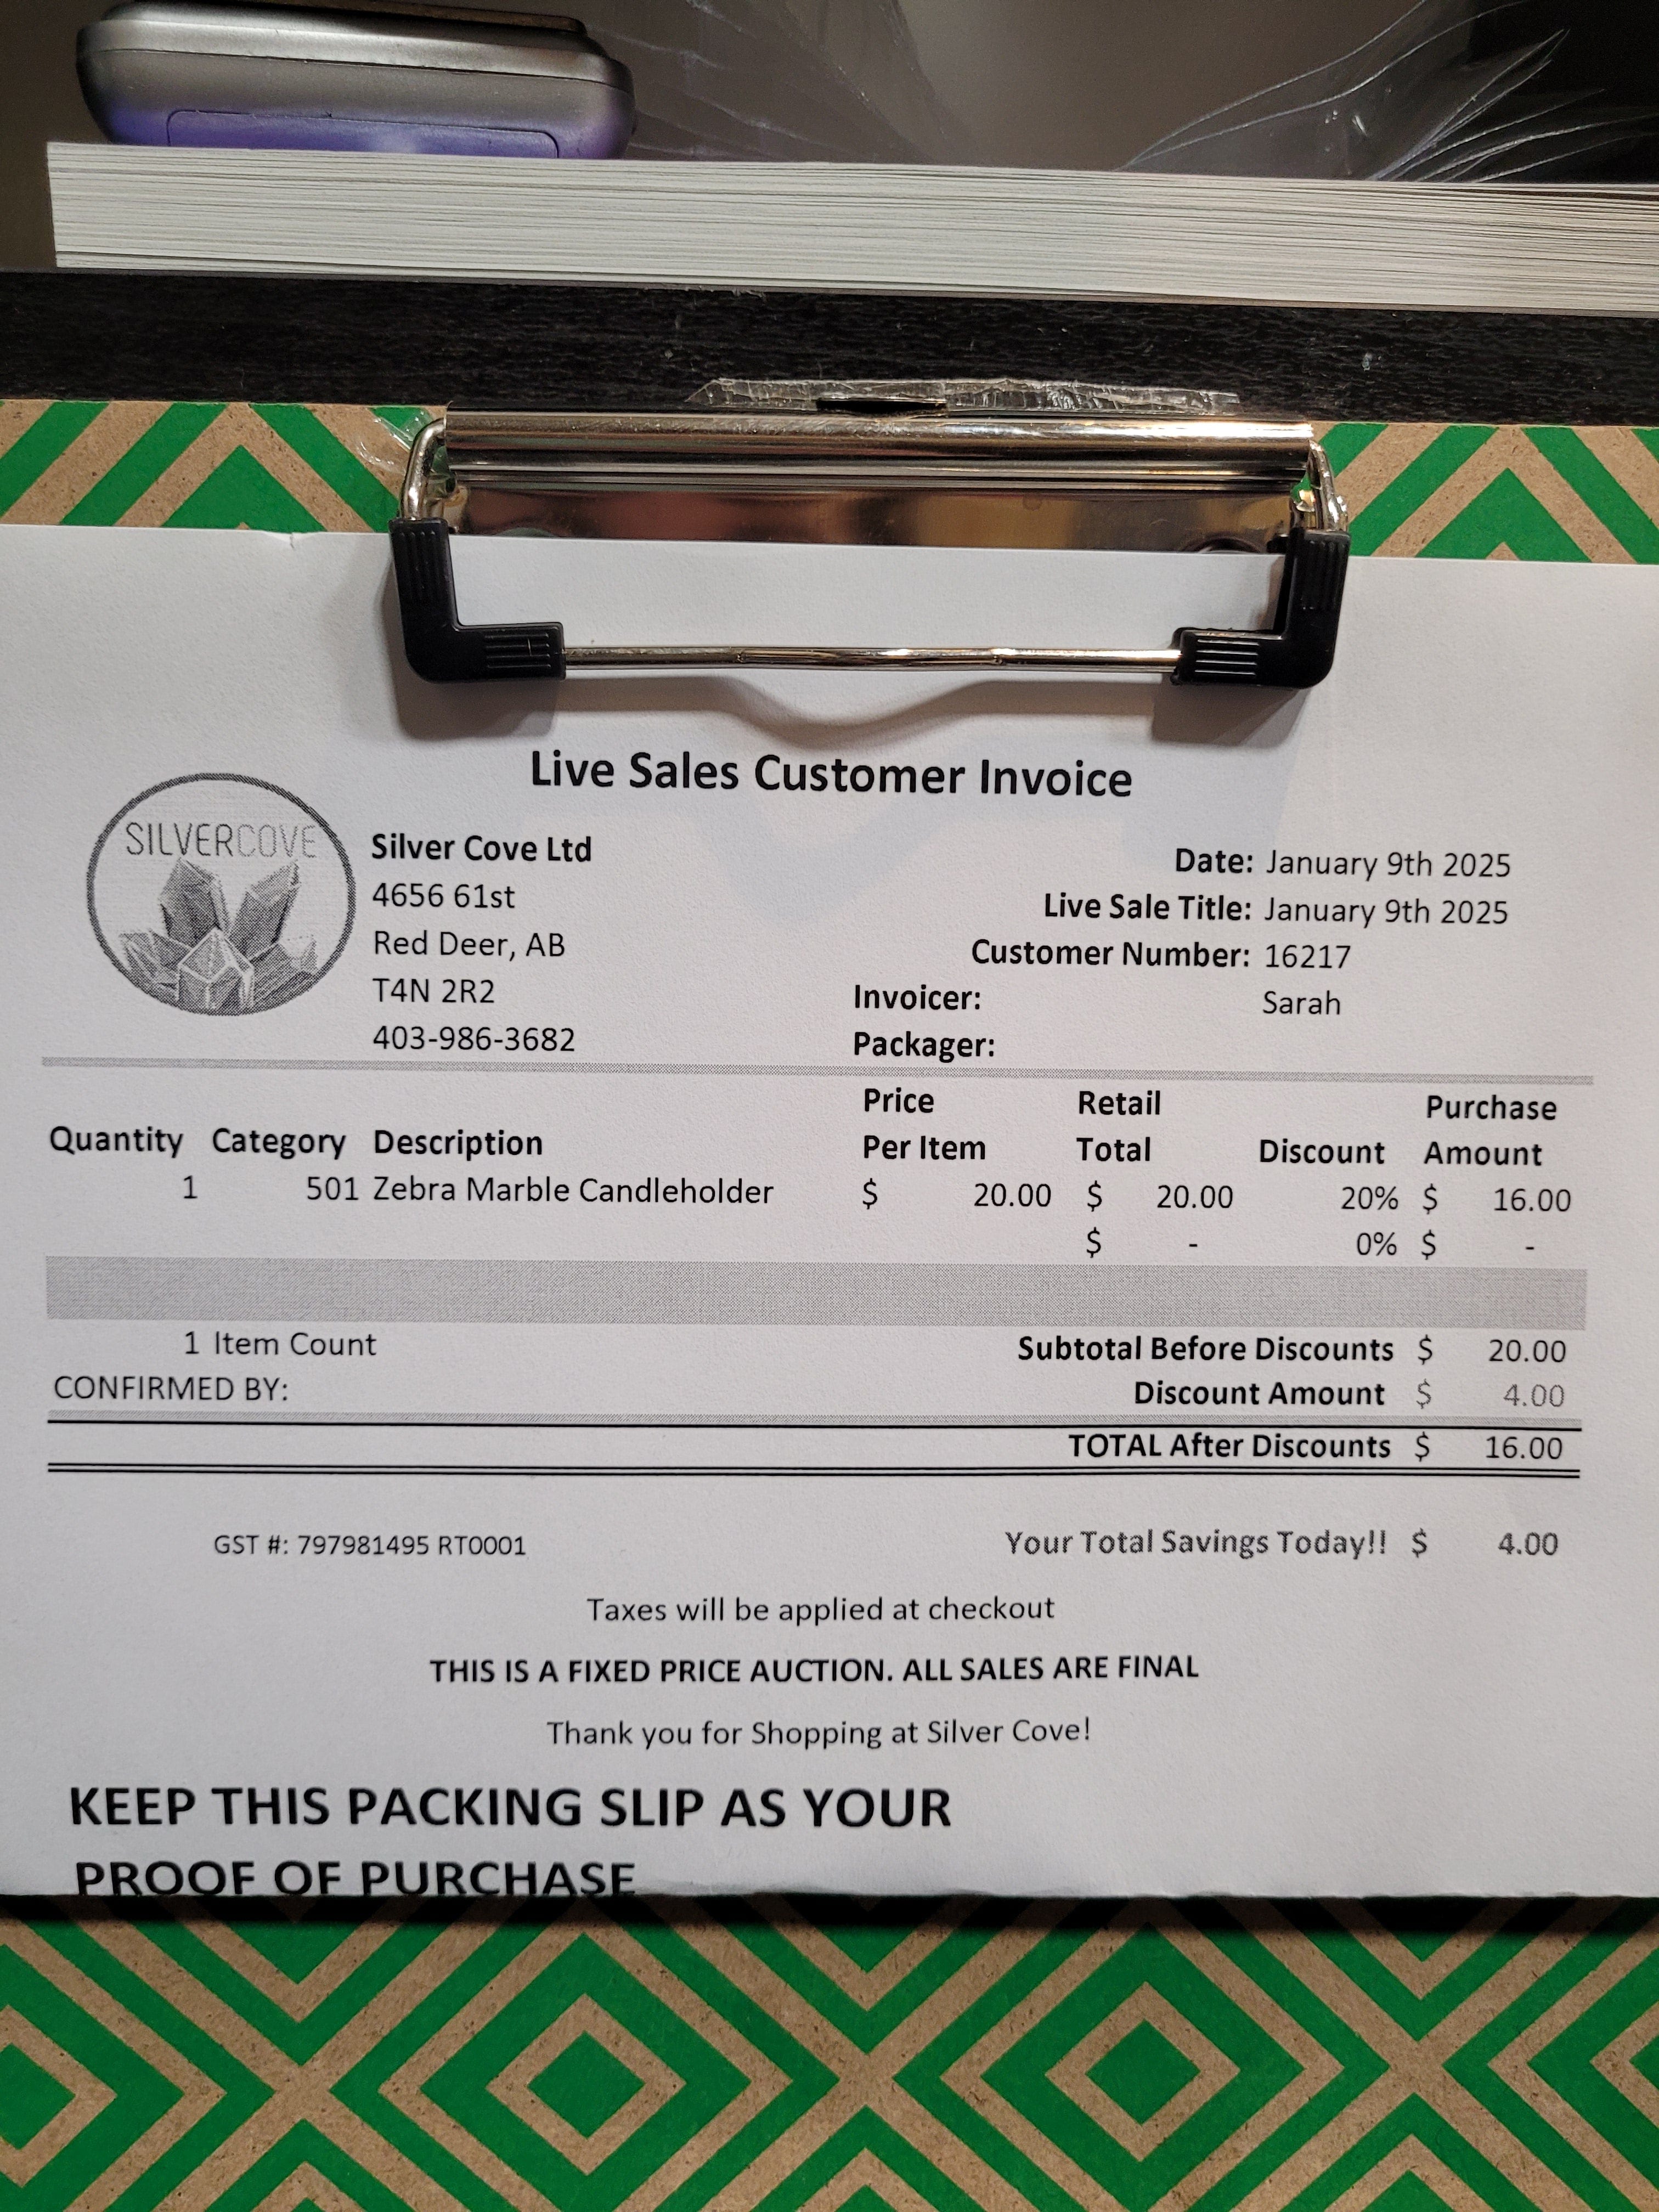 Live Sales Customer Invoice
SILVERCOVE
Silver Cove Ltd
4656 61st
Red Deer, AB
T4N 2R2
403-986-3682
Date: January 9th 2025
Live Sale Title: January 9th 2025
Customer Number: 16217
Invoicer: Sarah
Packager:
Quantity Category Description Price Per Item Retail Total Discount Purchase Amount
1 501 Zebra Marble Candleholder $ 20.00 $ 20.00 20% $ 16.00
$ - 0% $ -
1 Item Count Subtotal Before Discounts $ 20.00
CONFIRMED BY: Discount Amount $ 4.00
TOTAL After Discounts $ 16.00
GST #: 797981495 RT0001 Your Total Savings Today!! $ 4.00
Taxes will be applied at checkout
THIS IS A FIXED PRICE AUCTION. ALL SALES ARE FINAL
Thank you for Shopping at Silver Cove!
KEEP THIS PACKING SLIP AS YOUR
PROOF OF PURCHASE